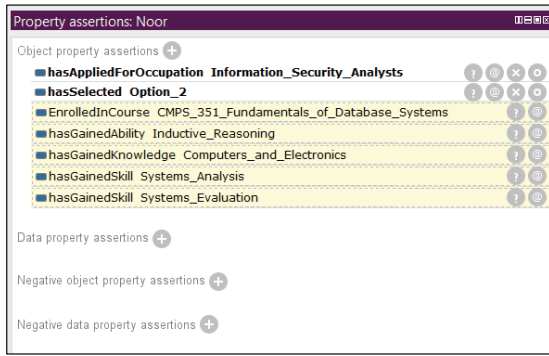 Property assertions: Noor
Object property assertions
hasAppliedForOccupation Information_Security_Analysts
hasSelected Option_2
EnrolledInCourse CMPS_351_Fundamentals_of_Database_Systems
hasGainedAbility Inductive_Reasoning
hasGainedKnowledge Computers_and_Electronics
hasGainedSkill Systems_Analysis
hasGainedSkill Systems_Evaluation
Data property assertions
Negative object property assertions
Negative data property assertions